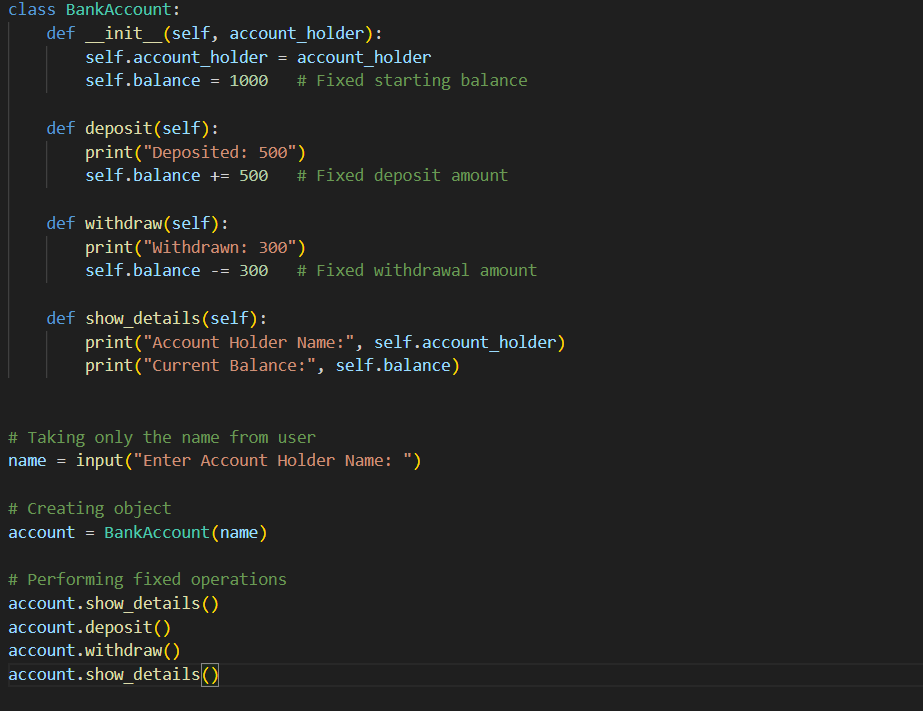 class BankAccount:
    def __init__(self, account_holder):
        self.account_holder = account_holder
        self.balance = 1000   # Fixed starting balance

    def deposit(self):
        print("Deposited: 500")
        self.balance += 500   # Fixed deposit amount

    def withdraw(self):
        print("Withdrawn: 300")
        self.balance -= 300   # Fixed withdrawal amount

    def show_details(self):
        print("Account Holder Name:", self.account_holder)
        print("Current Balance:", self.balance)


# Taking only the name from user
name = input("Enter Account Holder Name: ")

# Creating object
account = BankAccount(name)

# Performing fixed operations
account.show_details()
account.deposit()
account.withdraw()
account.show_details()